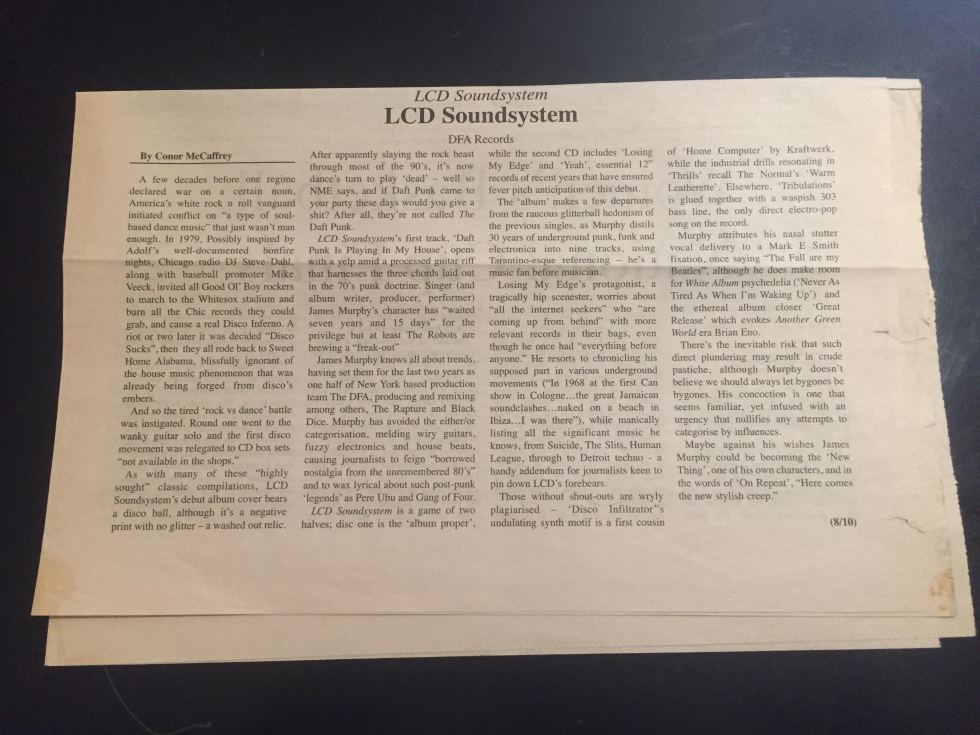 LCD Soundsystem
LCD Soundsystem
DFA Records
By Conor McCaffrey
A few decades before one regime
declared war on a certain noun,
America's white rock n roll vanguard
initiated conflict on "a type of soul-
based dance music" that just wasn't man
enough. In 1979, Possibly inspired by
Adolf's well-documented bonfire
nights, Chicago radio DJ Steve Dahl,
along with baseball promoter Mike
Veeck, invited all Good Ol' Boy rockers
to march to the Whitesox stadium and
burn all the Chic records they could
grab, and cause a real Disco Inferno. A
riot or two later it was decided "Disco
Sucks", then they all rode back to Sweet
Home Alabama, blissfully ignorant of
the house music phenomenon that was
already being forged from disco's
embers.
And so the tired 'rock vs dance' battle
was instigated. Round one went to the
wanky guitar solo and the first disco
movement was relegated to CD box sets
"not available in the shops."
As with many of these "highly
sought" classic compilations, LCD
Soundsystem's debut album cover bears
a disco ball, although it's a negative
print with no glitter – a washed out relic.
After apparently slaying the rock beast
through most of the 90's, it's now
dance's turn to play 'dead' – well so
NME says, and if Daft Punk came to
your party these days would you give a
shit? After all, they're not called The
Daft Punk.
LCD Soundsystem's first track, 'Daft
Punk Is Playing In My House', opens
with a yelp amid a processed guitar riff
that harnesses the three chords laid out
in the 70's punk doctrine. Singer (and
album writer, producer, performer)
James Murphy's character has "waited
seven years and 15 days" for the
privilege but at least The Robots are
brewing a "freak-out"
James Murphy knows all about trends,
having set them for the last two years as
one half of New York based production
team The DFA, producing and remixing
among others, The Rapture and Black
Dice. Murphy has avoided the either/or
categorisation, melding wiry guitars,
fuzzy electronics and house beats,
causing journalists to feign "borrowed
nostalgia from the unremembered 80's"
and to wax lyrical about such post-punk
'legends' as Pere Ubu and Gang of Four.
LCD Soundsystem is a game of two
halves; disc one is the 'album proper',
while the second CD includes 'Losing
My Edge' and 'Yeah', essential 12"
records of recent years that have ensured
fever pitch anticipation of this debut.
The 'album' makes a few departures
from the raucous glitterball hedonism of
the previous singles, as Murphy distils
30 years of underground punk, funk and
electronica into nine tracks, using
Tarantino-esque referencing – he's a
music fan before musician.
Losing My Edge's protagonist, a
tragically hip scenester, worries about
"all the internet seekers" who "are
coming up from behind" with more
relevant records in their bags, even
though he once had "everything before
anyone." He resorts to chronicling his
supposed part in various underground
movements ("In 1968 at the first Can
show in Cologne...the great Jamaican
soundclashes...naked on a beach in
Ibiza...I was there"), while manically
listing all the significant music he
knows, from Suicide, The Slits, Human
League, through to Detroit techno - a
handy addendum for journalists keen to
pin down LCD's forebears.
Those without shout-outs are wryly
plagiarised – 'Disco Infiltrator''s
undulating synth motif is a first cousin
of 'Home Computer' by Kraftwerk,
while the industrial drills resonating in
'Thrills' recall The Normal's 'Warm
Leatherette'. Elsewhere, 'Tribulations'
is glued together with a waspish 303
bass line, the only direct electro-pop
song on the record.
Murphy attributes his nasal stutter
vocal delivery to a Mark E Smith
fixation, once saying "The Fall are my
Beatles", although he does make room
for White Album psychedelia ('Never As
Tired As When I'm Waking Up') and
the ethereal album closer 'Great
Release' which evokes Another Green
World era Brian Eno.
There's the inevitable risk that such
direct plundering may result in crude
pastiche, although Murphy doesn't
believe we should always let bygones be
bygones. His concoction is one that
seems familiar, yet infused with an
urgency that nullifies any attempts to
categorise by influences.
Maybe against his wishes James
Murphy could be becoming the 'New
Thing', one of his own characters, and in
the words of 'On Repeat', "Here comes
the new stylish creep."
(8/10)